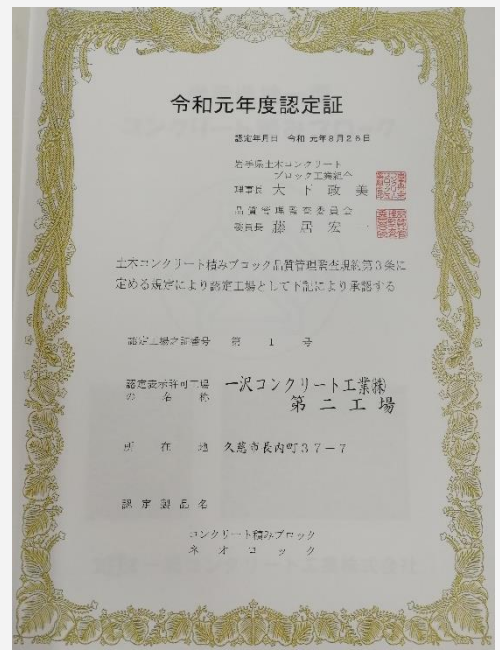 令和元年度認定証
認定年月日 令和 元年8月28日
岩手県土木コンクリート
ブロック工業組合
理事長 大下政美
品質管理監査委員会
委員長 藤居宏一
土木コンクリート積みブロック品質管理監査規約第3条に
定める規定により認定工場として下記により承認する
認定工場之証番号 第 1 号
認定表示許可工場 一沢コンクリート工業㈱
の名称 第二工場
所在地 久慈市長内町37-7
認定製品名
コンクリート積みブロック
ネオロック